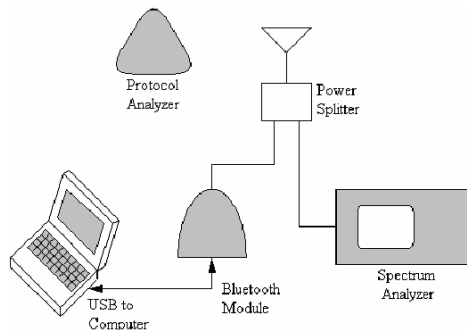 Protocol
Analyzer
Power
Splitter
USB to
Computer
Bluetooth
Module
Spectrum
Analyzer